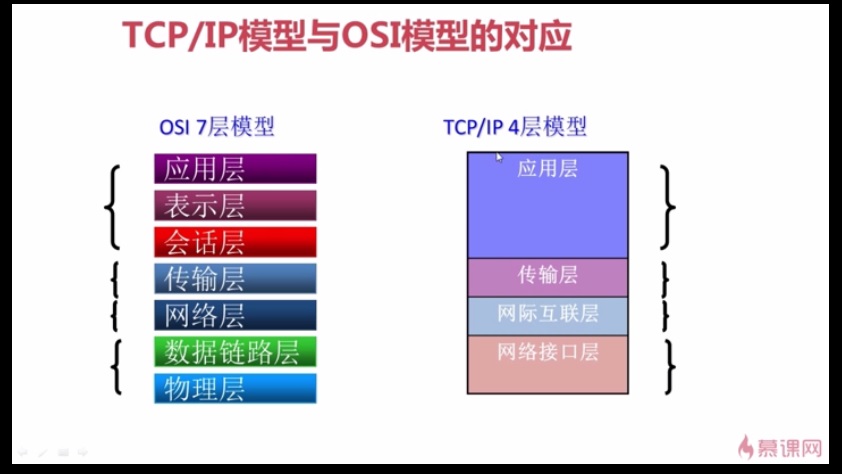 TCP/IP模型与OSI模型的对应
OSI 7层模型
应用层
表示层
会话层
传输层
网络层
数据链路层
物理层
TCP/IP 4层模型
应用层
传输层
网际互联层
网络接口层
慕课网